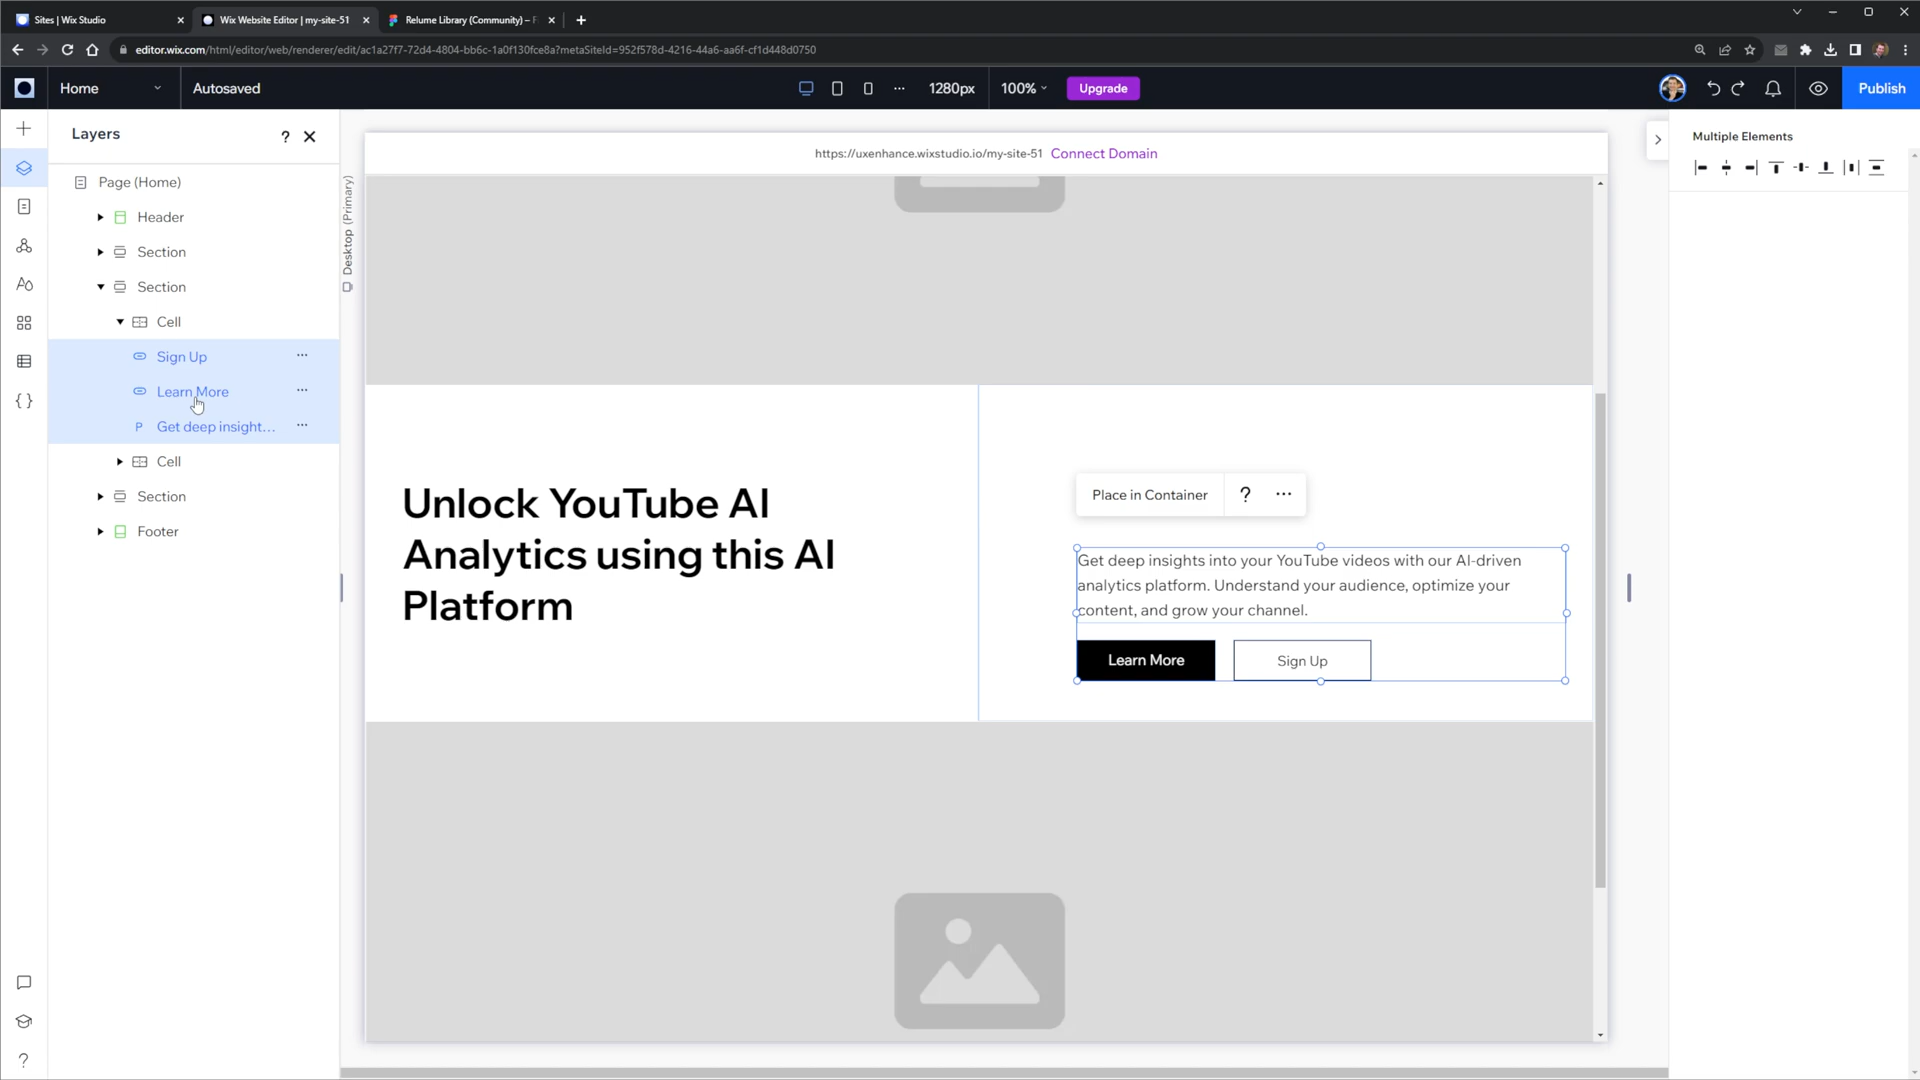 Sites | Wix Studio
Wix Website Editor | my-site-51
Relume Library (Community) – F
editor.wix.com/html/editor/web/renderer/edit/ac1a27f7-72d4-4804-bb6c-1a0f130fce8a?metaSiteId=952f578d-4216-44a6-aa6f-cf1d448d0750
Home
Autosaved
1280px
100%
Upgrade
Publish
Layers
?
Multiple Elements
https://uxenhance.wixstudio.io/my-site-51 Connect Domain
Desktop (Primary)
Page (Home)
Header
Section
Section
Cell
Sign Up
Learn More
P Get deep insight...
Cell
Section
Footer
Unlock YouTube AI
Analytics using this AI
Platform
Place in Container
?
Get deep insights into your YouTube videos with our AI-driven
analytics platform. Understand your audience, optimize your
content, and grow your channel.
Learn More
Sign Up
?